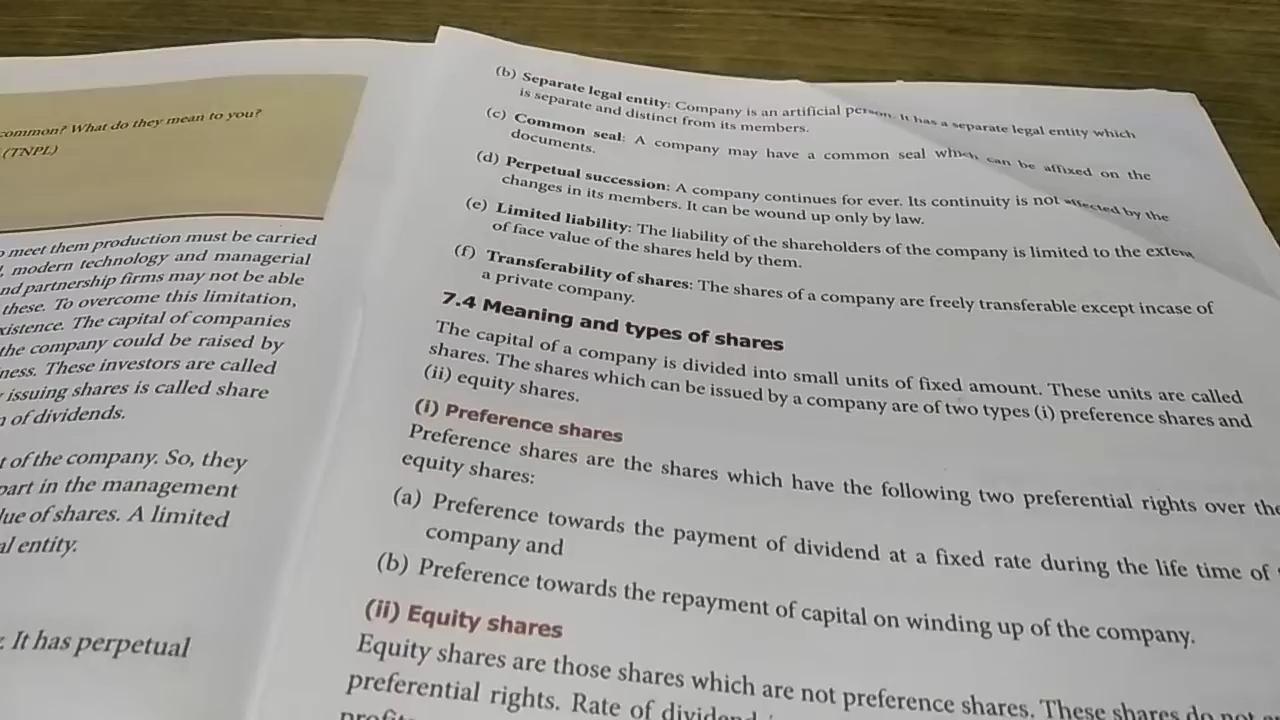 common? What do they mean to you?
(TNPL)
meet them production must be carried
, modern technology and managerial
nd partnership firms may not be able
these. To overcome this limitation,
xistence. The capital of companies
the company could be raised by
ness. These investors are called
issuing shares is called share
of dividends.
t of the company. So, they
part in the management
lue of shares. A limited
al entity.
. It has perpetual
(b) Separate legal entity: Company is an artificial person. It has a separate legal entity which
is separate and distinct from its members.
(c) Common seal: A company may have a common seal which can be affixed on the
documents.
(d) Perpetual succession: A company continues for ever. Its continuity is not affected by the
changes in its members. It can be wound up only by law.
(e) Limited liability: The liability of the shareholders of the company is limited to the extent
of face value of the shares held by them.
(f) Transferability of shares: The shares of a company are freely transferable except incase of
a private company.
7.4 Meaning and types of shares
The capital of a company is divided into small units of fixed amount. These units are called
shares. The shares which can be issued by a company are of two types (i) preference shares and
(ii) equity shares.
(i) Preference shares
Preference shares are the shares which have the following two preferential rights over the
equity shares:
(a) Preference towards the payment of dividend at a fixed rate during the life time of
company and
(b) Preference towards the repayment of capital on winding up of the company.
(ii) Equity shares
Equity shares are those shares which are not preference shares. These shares do not
preferential rights. Rate of dividend